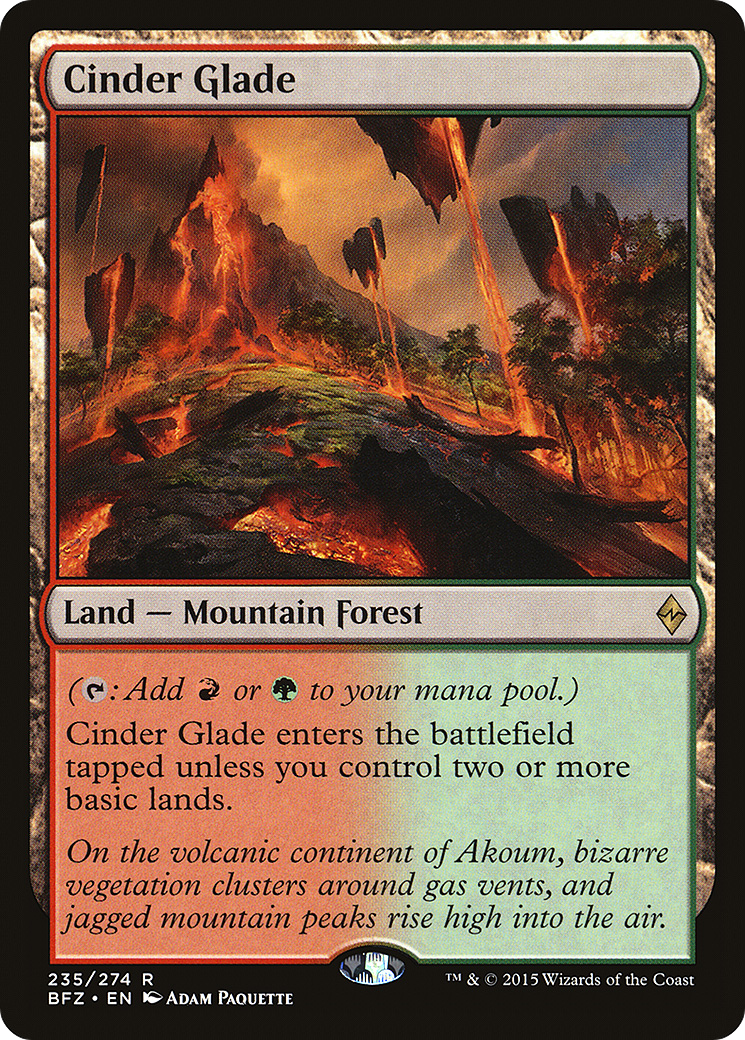 Cinder Glade
Land — Mountain Forest
(: Add or to your mana pool.)
Cinder Glade enters the battlefield
tapped unless you control two or more
basic lands.
On the volcanic continent of Akoum, bizarre
vegetation clusters around gas vents, and
jagged mountain peaks rise high into the air.
235/274 R
BFZ • EN Adam Paquette
™ & © 2015 Wizards of the Coast